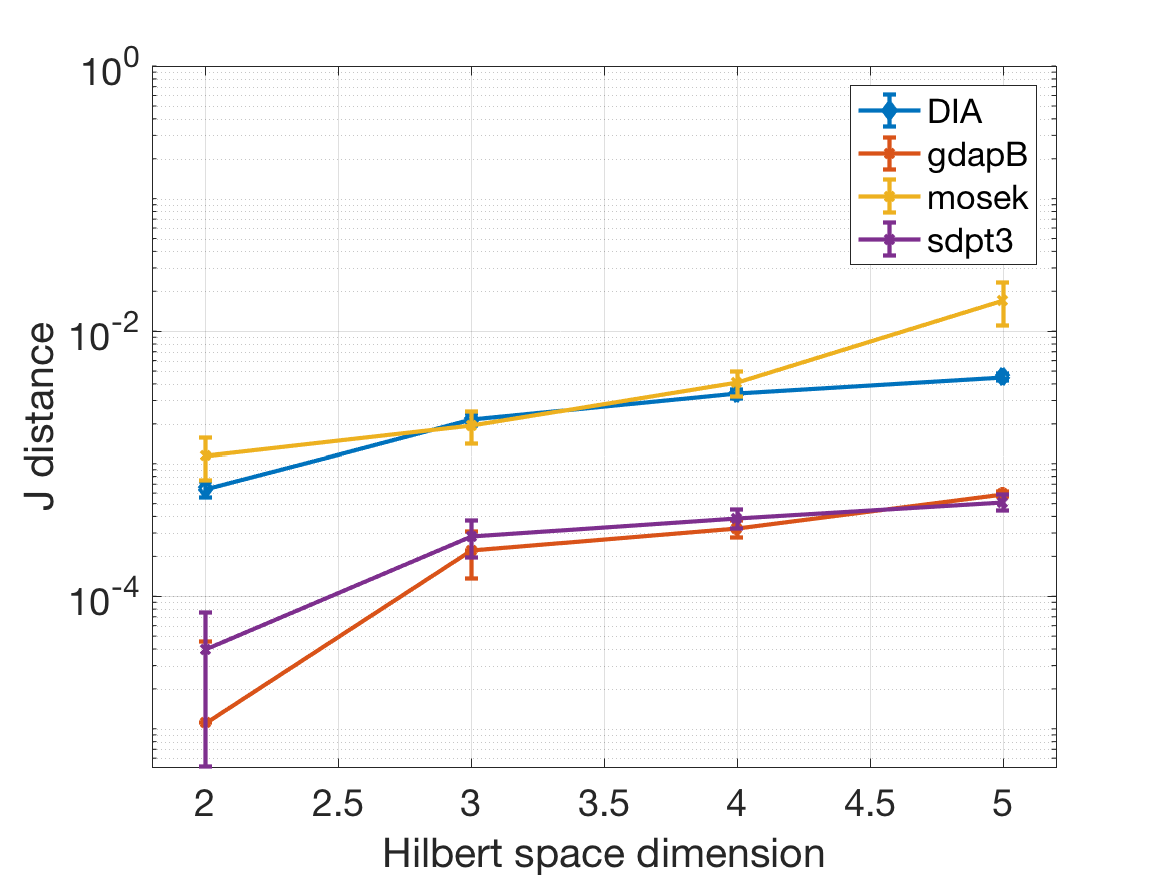 10^0
10^-2
10^-4
J distance
DIA
gdapB
mosek
sdpt3
2 2.5 3 3.5 4 4.5 5
Hilbert space dimension